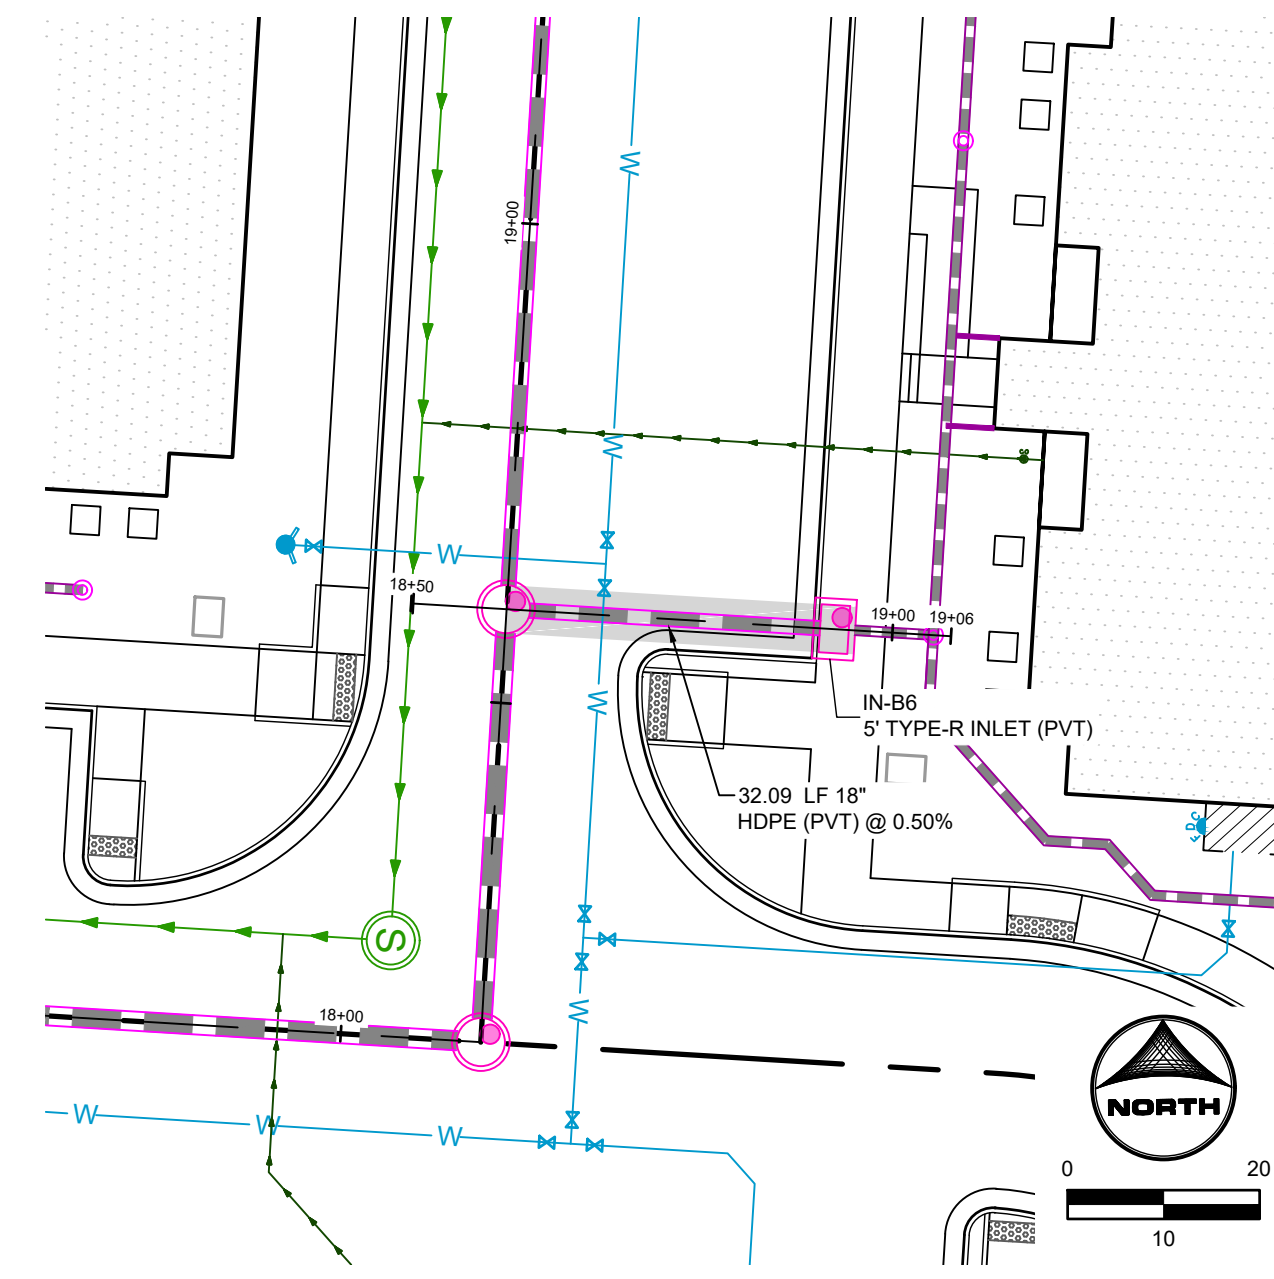 W
19+00
W
W
18+50
19+00
19+06
IN-B6
5' TYPE-R INLET (PVT)
W
32.09 LF 18"
HDPE (PVT) @ 0.50%
S
W
18+00
W
W
W
NORTH
0
20
10